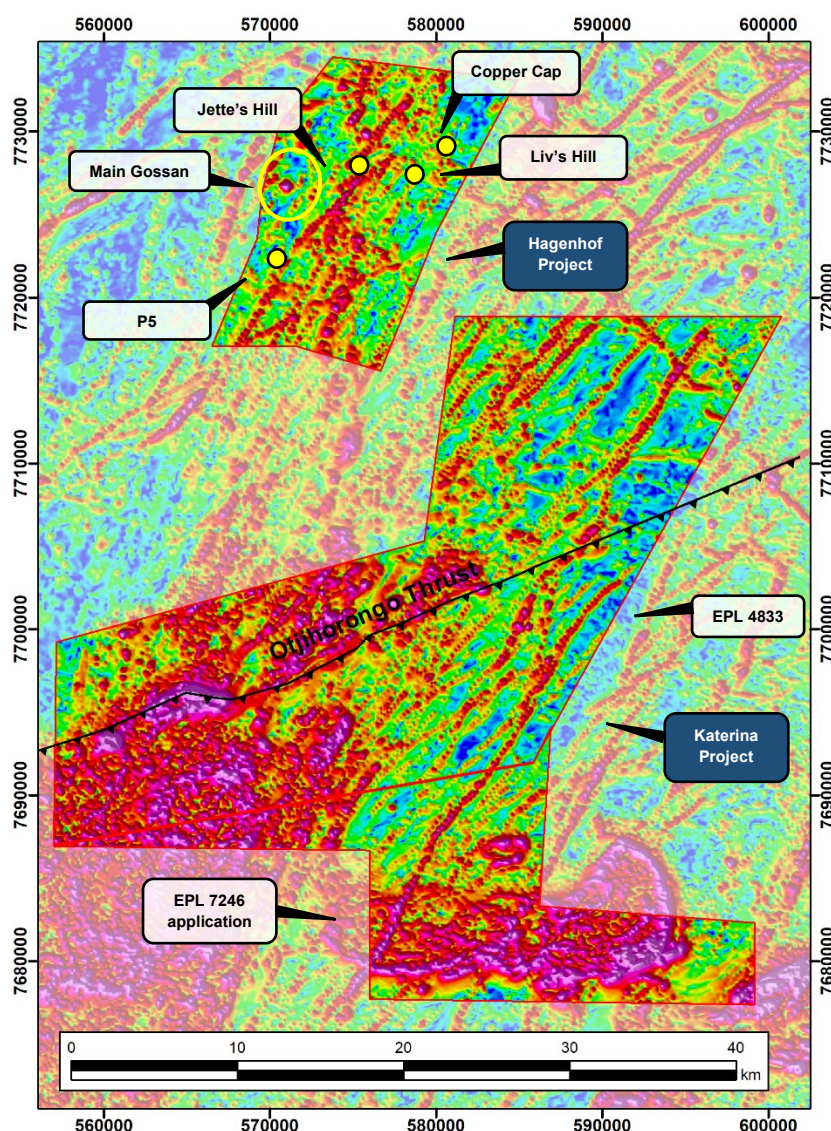 560000 570000 580000 590000 600000
Copper Cap
Jette's Hill
7730000
7730000
Main Gossan
Liv's Hill
Hagenhof
Project
7720000
7720000
P5
7710000
7710000
Otjihorongo Thrust
EPL 4833
7700000
7700000
Katerina
Project
7690000
7690000
EPL 7246
application
7680000
7680000
0 10 20 30 40
km
560000 570000 580000 590000 600000